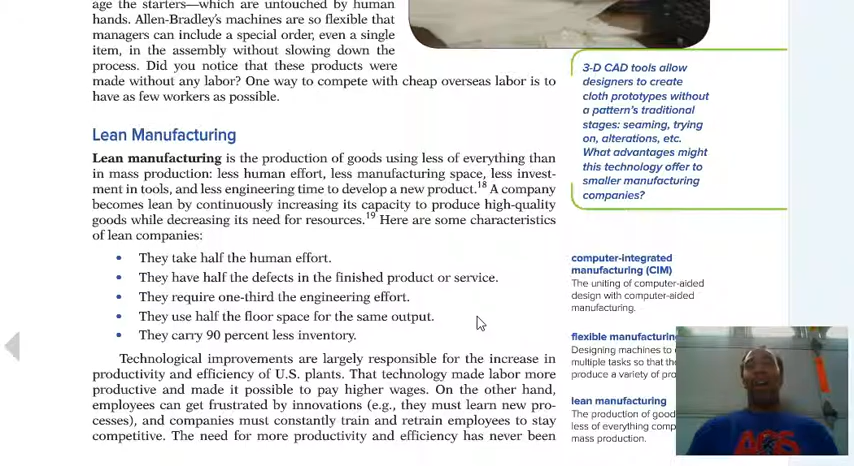 age the starters—which are untouched by human
hands. Allen-Bradley's machines are so flexible that
managers can include a special order, even a single
item, in the assembly without slowing down the
process. Did you notice that these products were
made without any labor? One way to compete with cheap overseas labor is to
have as few workers as possible.
Lean Manufacturing
Lean manufacturing is the production of goods using less of everything than
in mass production: less human effort, less manufacturing space, less invest-
ment in tools, and less engineering time to develop a new product.18 A company
becomes lean by continuously increasing its capacity to produce high-quality
goods while decreasing its need for resources.19 Here are some characteristics
of lean companies:
• They take half the human effort.
• They have half the defects in the finished product or service.
• They require one-third the engineering effort.
• They use half the floor space for the same output.
• They carry 90 percent less inventory.
Technological improvements are largely responsible for the increase in
productivity and efficiency of U.S. plants. That technology made labor more
productive and made it possible to pay higher wages. On the other hand,
employees can get frustrated by innovations (e.g., they must learn new pro-
cesses), and companies must constantly train and retrain employees to stay
competitive. The need for more productivity and efficiency has never been
3-D CAD tools allow
designers to create
cloth prototypes without
a pattern's traditional
stages: seaming, trying
on, alterations, etc.
What advantages might
this technology offer to
smaller manufacturing
companies?
computer-integrated
manufacturing (CIM)
The uniting of computer-aided
design with computer-aided
manufacturing.
flexible manufacturin
Designing machines to
multiple tasks so that the
produce a variety of pro
lean manufacturing
The production of good
less of everything comp
mass production.